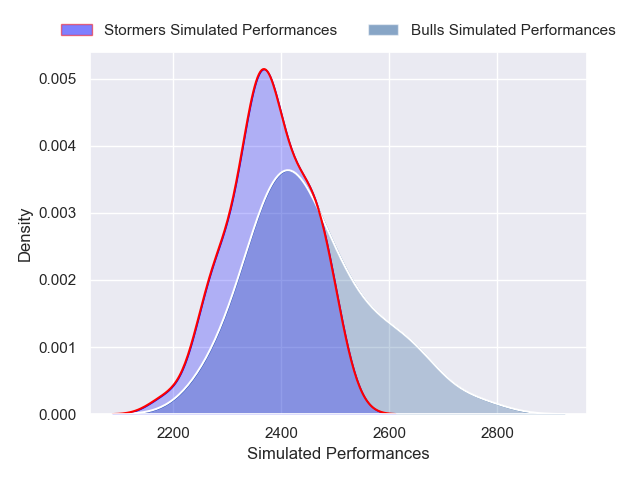 Stormers Simulated Performances Bulls Simulated Performances
0.005
0.004
0.003
0.002
0.001
0.000
Density
2200 2400 2600 2800
Simulated Performances